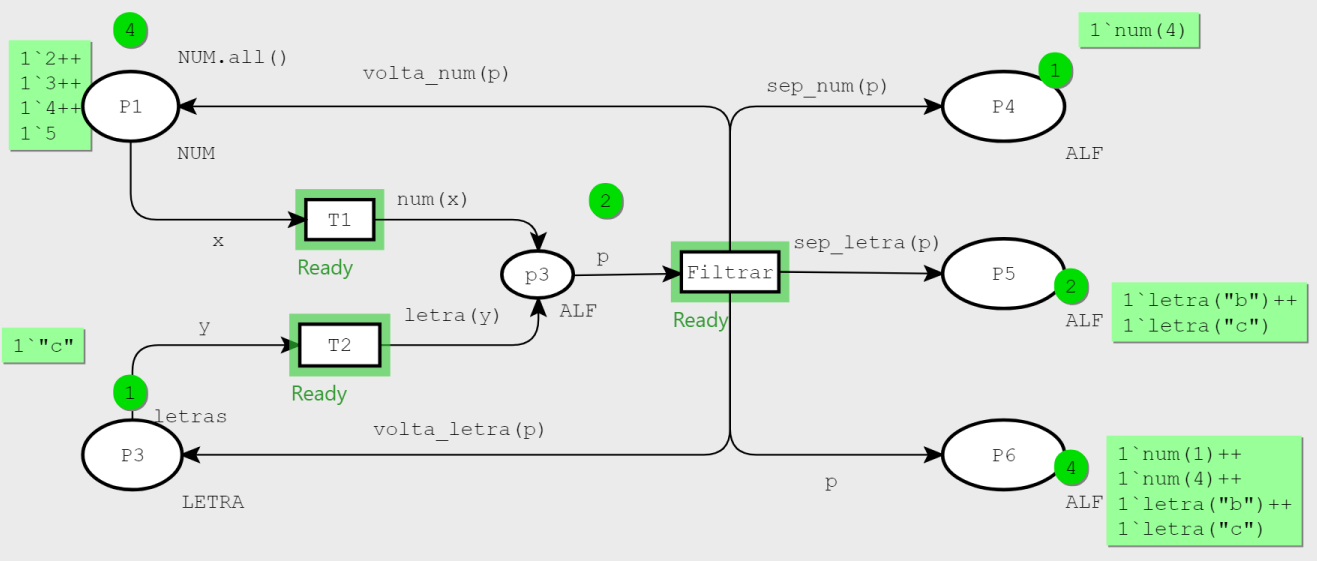 4
1`num(4)
1`2++
1`3++
1`4++
1`5
NUM.all()
P1
NUM
volta_num(p)
sep_num(p)
1
P4
ALF
x
T1
Ready
num(x)
2
p3
ALF
p
Filtrar
Ready
sep_letra(p)
P5
2
ALF
1`letra("b")++
1`letra("c")
1`"c"
y
T2
Ready
letra(y)
1
letras
P3
LETRA
volta_letra(p)
p
P6
4
ALF
1`num(1)++
1`num(4)++
1`letra("b")++
1`letra("c")